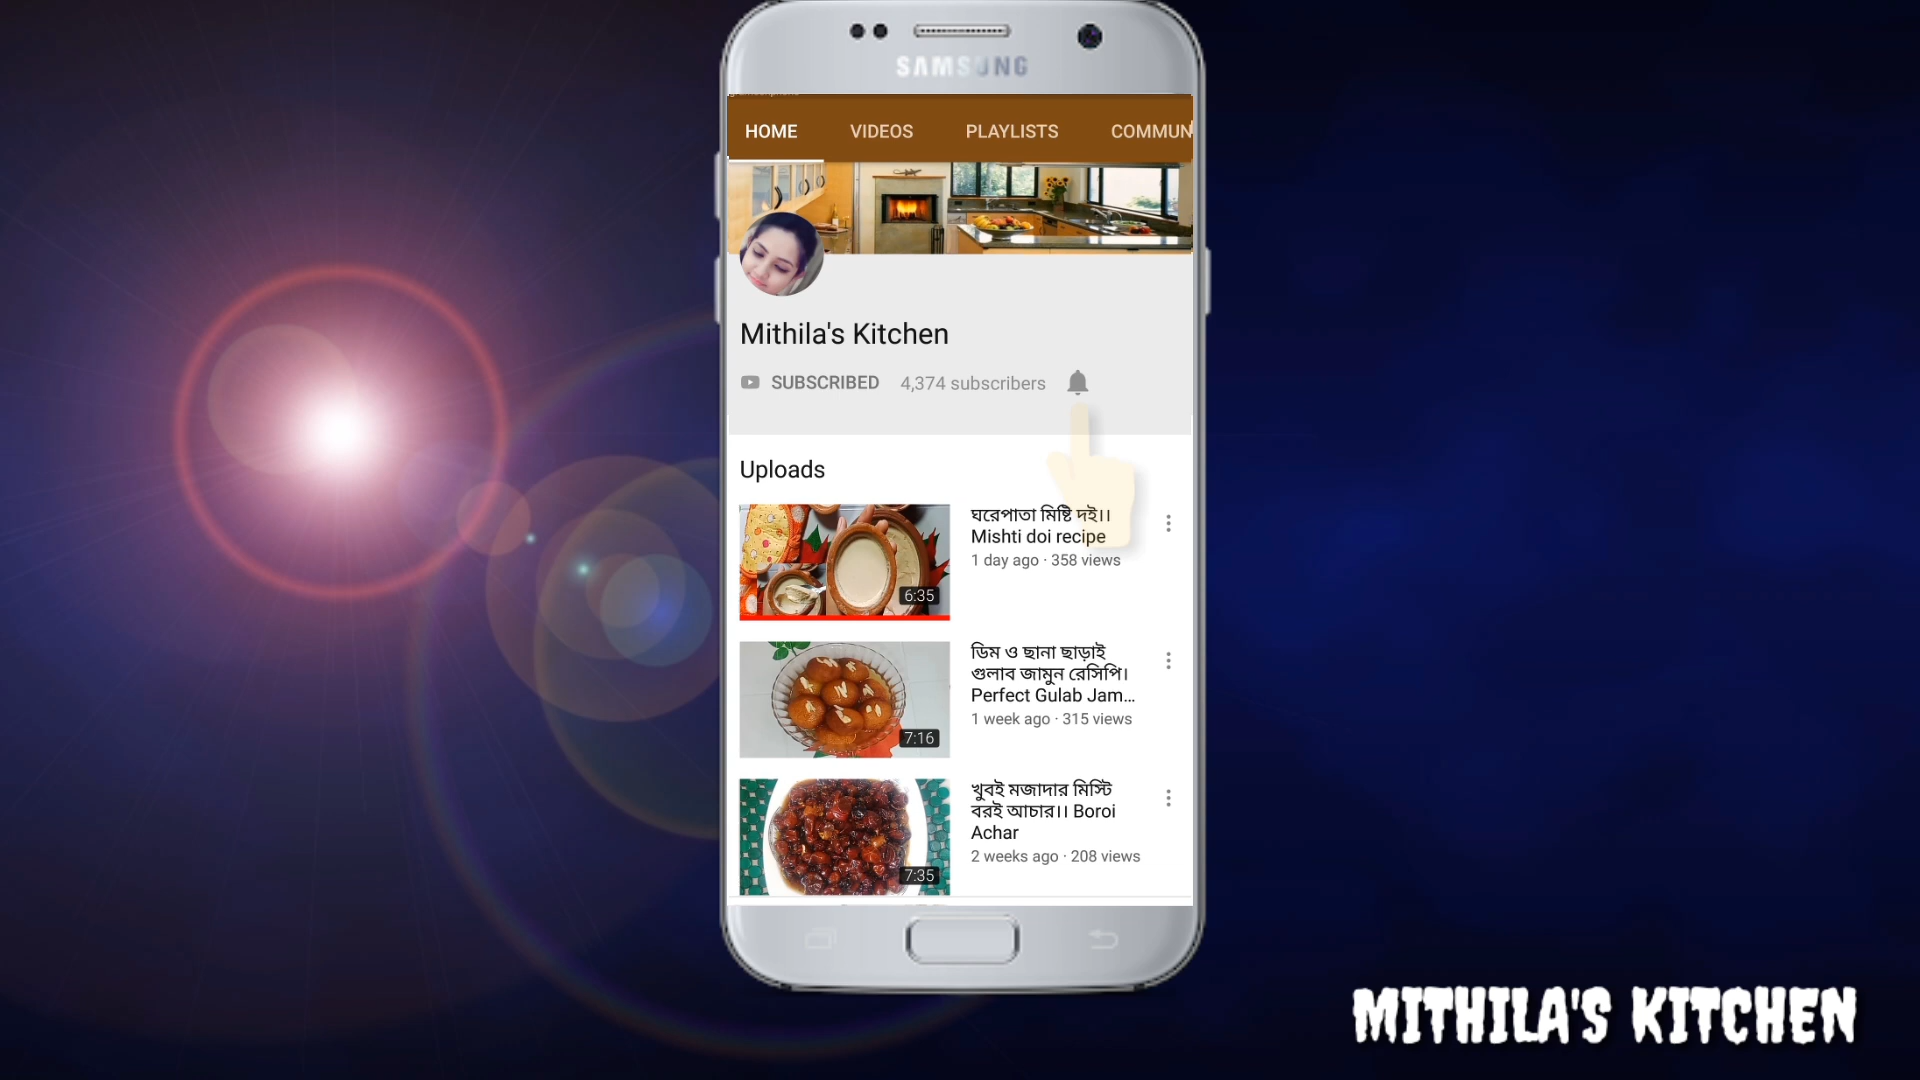 SAMSUNG
HOME VIDEOS PLAYLISTS COMMUN
Mithila's Kitchen
SUBSCRIBED 4,374 subscribers
Uploads
ঘরেপাতা মিষ্টি দই।।
Mishti doi recipe
1 day ago · 358 views
6:35
ডিম ও ছানা ছাড়াই
গুলাব জামুন রেসিপি।
Perfect Gulab Jam...
1 week ago · 315 views
7:16
খুবই মজাদার মিস্টি
বরই আচার।। Boroi
Achar
2 weeks ago · 208 views
7:35
MITHILA'S KITCHEN